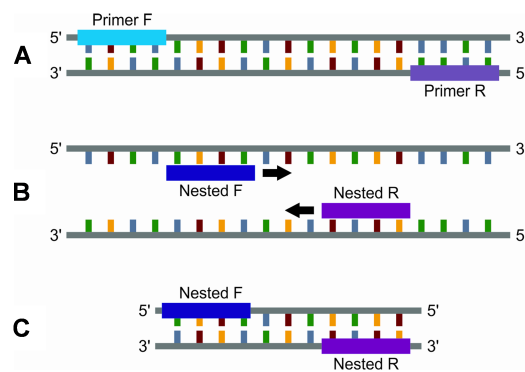 Primer F
5' 3
A
3' 5
Primer R
5' 3
Nested F
B
Nested R
3' 5
Nested F
5' 5'
C
3' 3'
Nested R